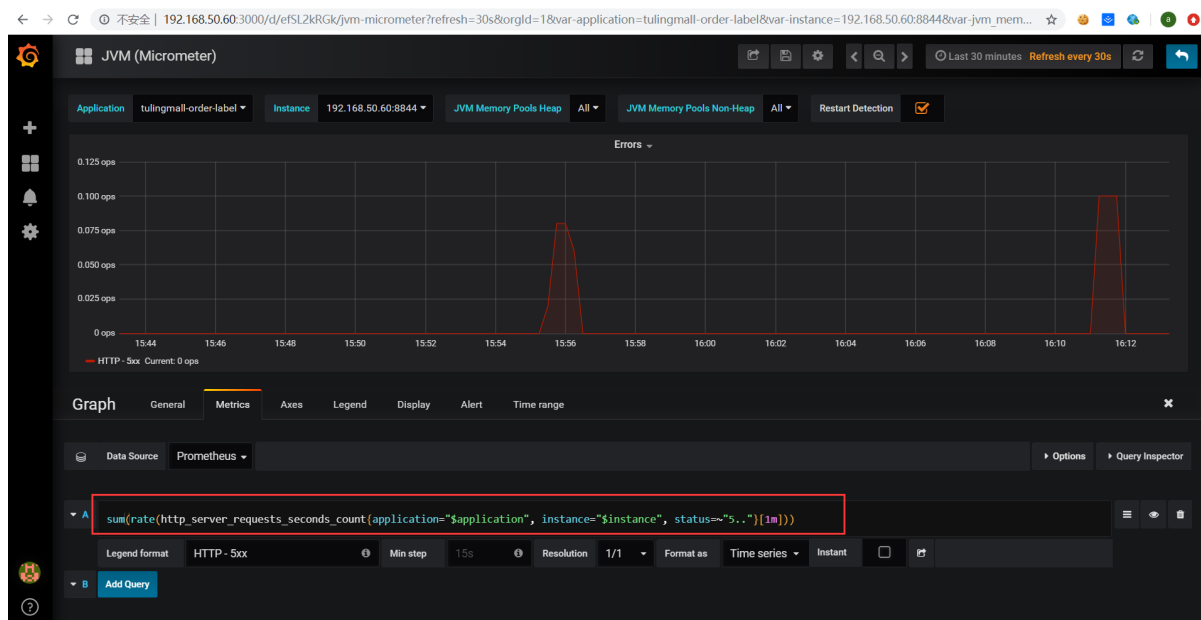 不安全 | 192.168.50.60:3000/d/efSL2kRGk/jvm-micrometer?refresh=30s&orgId=1&var-application=tulingmall-order-label&var-instance=192.168.50.60:8844&var-jvm_mem... a
JVM (Micrometer) Last 30 minutes Refresh every 30s
Application tulingmall-order-label Instance 192.168.50.60:8844 JVM Memory Pools Heap All JVM Memory Pools Non-Heap All Restart Detection
Errors
0.125 ops
0.100 ops
0.075 ops
0.050 ops
0.025 ops
0 ops
15:44 15:46 15:48 15:50 15:52 15:54 15:56 15:58 16:00 16:02 16:04 16:06 16:08 16:10 16:12
HTTP - 5xx Current: 0 ops
Graph General Metrics Axes Legend Display Alert Time range
Data Source Prometheus Options Query Inspector
A sum(rate(http_server_requests_seconds_count{application="$application", instance="$instance", status=~"5.."}[1m]))
Legend format HTTP - 5xx Min step 15s Resolution 1/1 Format as Time series Instant
B Add Query